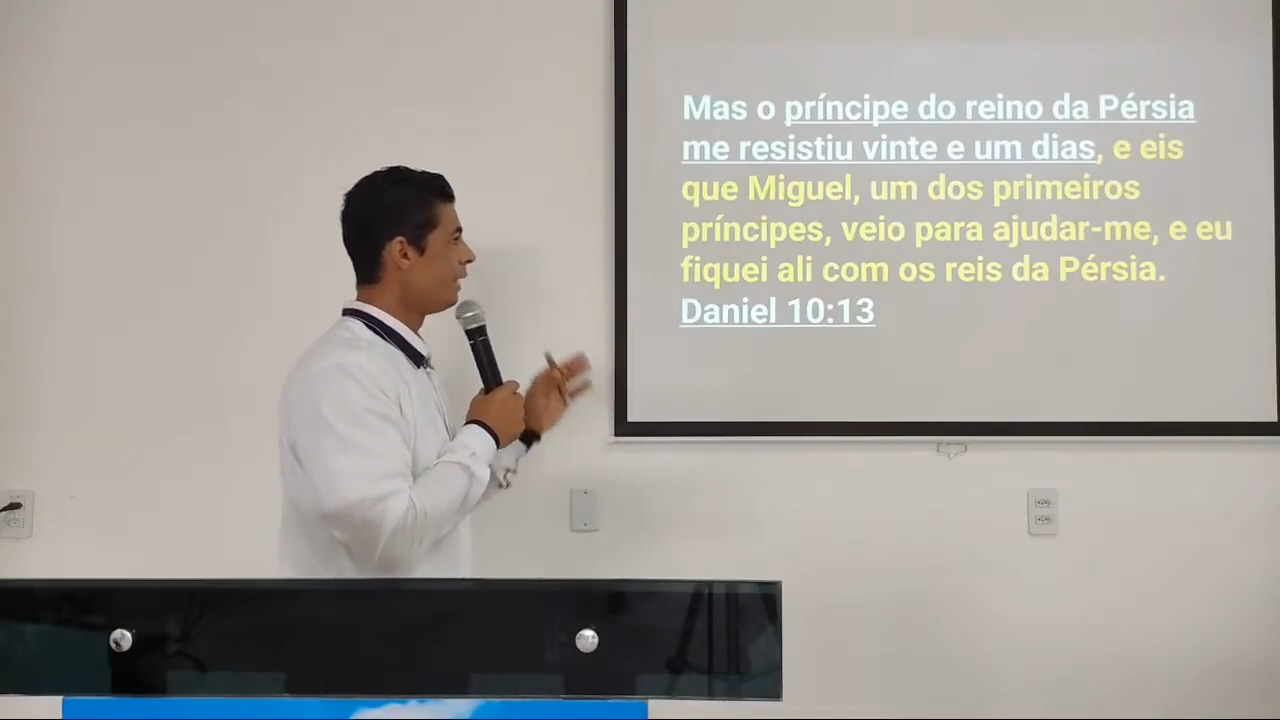 Mas o príncipe do reino da Pérsia
me resistiu vinte e um dias, e eis
que Miguel, um dos primeiros
príncipes, veio para ajudar-me, e eu
fiquei ali com os reis da Pérsia.
Daniel 10:13